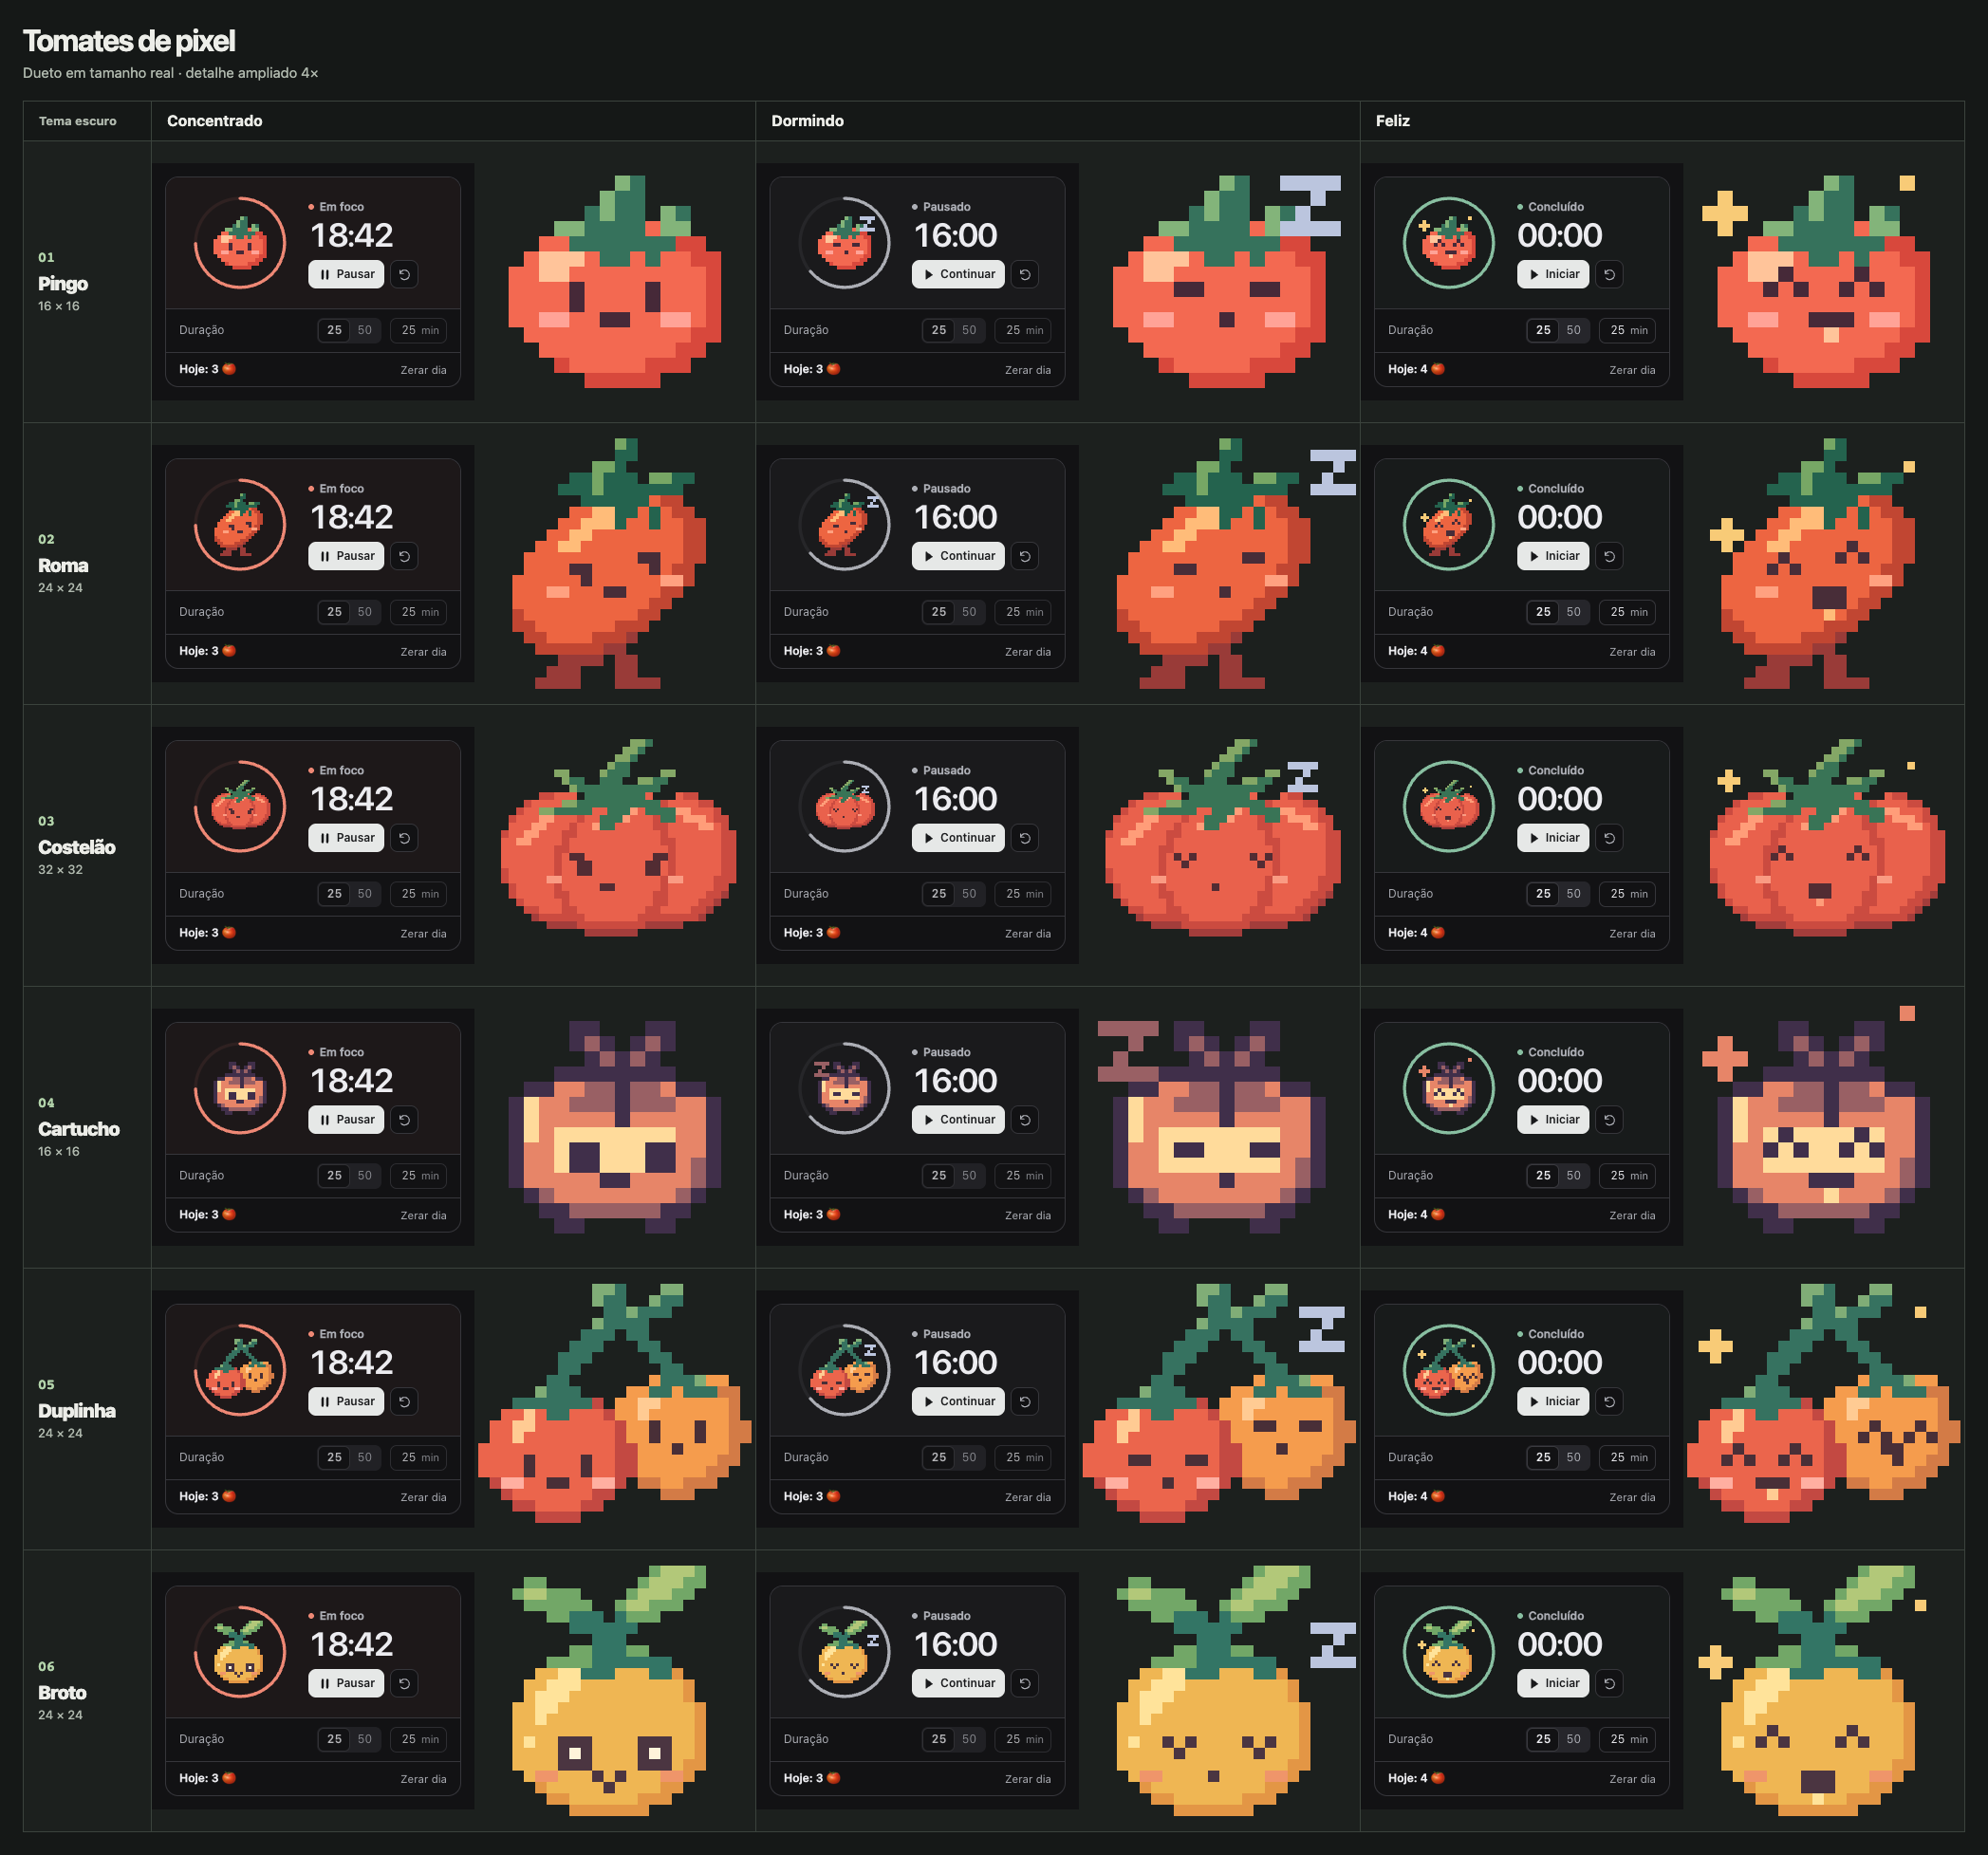 Tomates de pixel
Dueto em tamanho real · detalhe ampliado 4×
Tema escuro Concentrado Dormindo Feliz
01
Pingo
16 × 16
Em foco
18:42
Pausar
Duração 25 50 25 min
Hoje: 3 Zerar dia
Pausado
16:00
Continuar
Duração 25 50 25 min
Hoje: 3 Zerar dia
Concluído
00:00
Iniciar
Duração 25 50 25 min
Hoje: 4 Zerar dia
02
Roma
24 × 24
Em foco
18:42
Pausar
Duração 25 50 25 min
Hoje: 3 Zerar dia
Pausado
16:00
Continuar
Duração 25 50 25 min
Hoje: 3 Zerar dia
Concluído
00:00
Iniciar
Duração 25 50 25 min
Hoje: 4 Zerar dia
03
Costelão
32 × 32
Em foco
18:42
Pausar
Duração 25 50 25 min
Hoje: 3 Zerar dia
Pausado
16:00
Continuar
Duração 25 50 25 min
Hoje: 3 Zerar dia
Concluído
00:00
Iniciar
Duração 25 50 25 min
Hoje: 4 Zerar dia
04
Cartucho
16 × 16
Em foco
18:42
Pausar
Duração 25 50 25 min
Hoje: 3 Zerar dia
Pausado
16:00
Continuar
Duração 25 50 25 min
Hoje: 3 Zerar dia
Concluído
00:00
Iniciar
Duração 25 50 25 min
Hoje: 4 Zerar dia
05
Duplinha
24 × 24
Em foco
18:42
Pausar
Duração 25 50 25 min
Hoje: 3 Zerar dia
Pausado
16:00
Continuar
Duração 25 50 25 min
Hoje: 3 Zerar dia
Concluído
00:00
Iniciar
Duração 25 50 25 min
Hoje: 4 Zerar dia
06
Broto
24 × 24
Em foco
18:42
Pausar
Duração 25 50 25 min
Hoje: 3 Zerar dia
Pausado
16:00
Continuar
Duração 25 50 25 min
Hoje: 3 Zerar dia
Concluído
00:00
Iniciar
Duração 25 50 25 min
Hoje: 4 Zerar dia